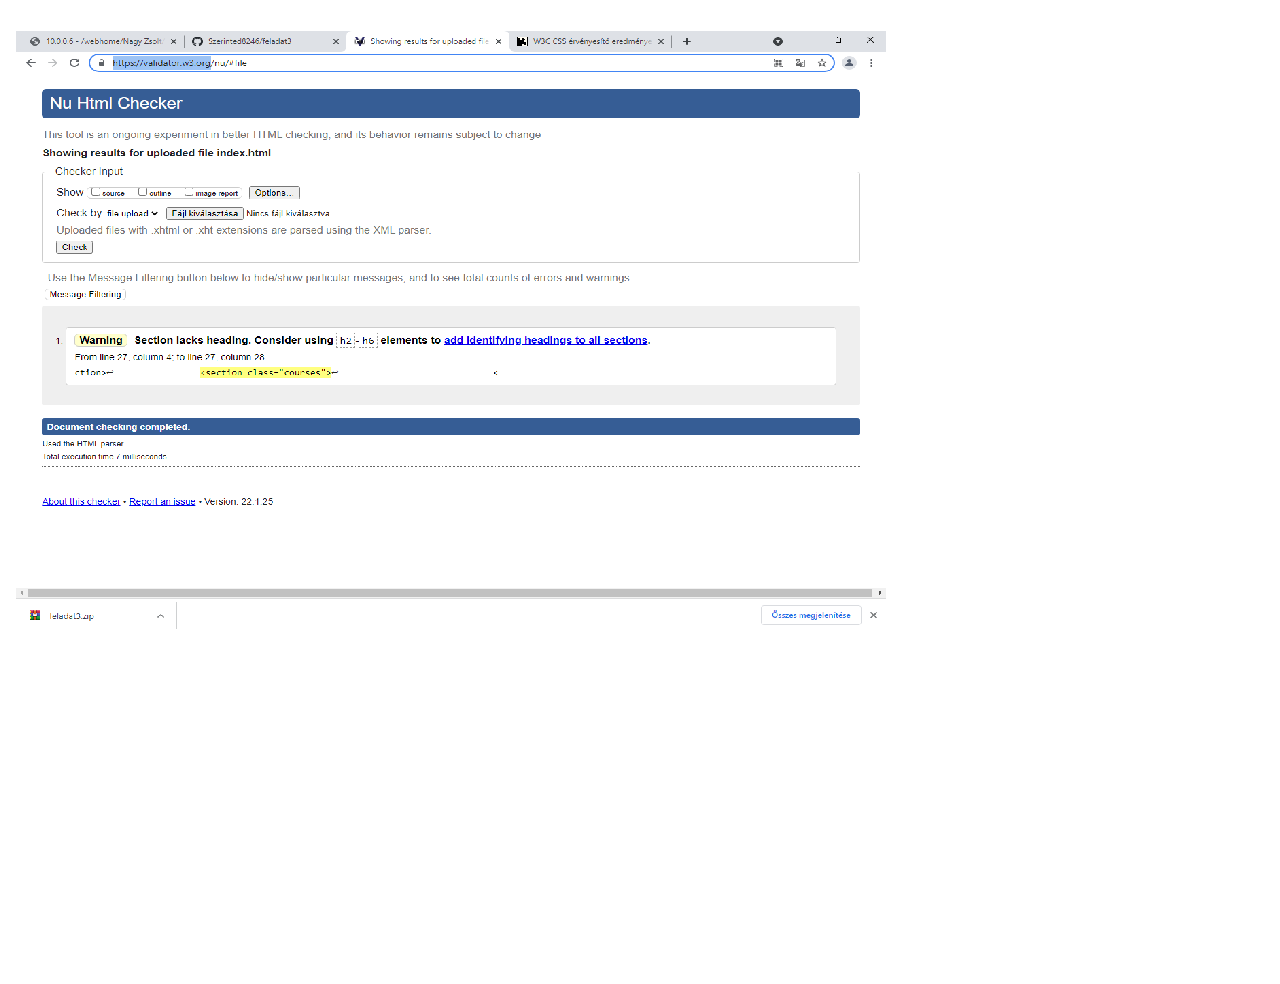 10.0.0.6 - /webhome/Nagy Zsolt/
Szerinted8246/feladat3
Showing results for uploaded file
W3C CSS érvényesítő eredménye
https://validator.w3.org/nu/#file
Nu Html Checker
This tool is an ongoing experiment in better HTML checking, and its behavior remains subject to change
Showing results for uploaded file index.html
Checker Input
Show source outline image report Options...
Check by file upload Fájl kiválasztása Nincs fájl kiválasztva
Uploaded files with .xhtml or .xht extensions are parsed using the XML parser.
Check
Use the Message Filtering button below to hide/show particular messages, and to see total counts of errors and warnings.
Message Filtering
1. Warning Section lacks heading. Consider using h2-h6 elements to add identifying headings to all sections.
From line 27, column 4; to line 27, column 28
ction>↩ <section class="courses">↩ <
Document checking completed.
Used the HTML parser.
Total execution time 7 milliseconds.
About this checker • Report an issue • Version: 22.1.25
feladat3.zip
Összes megjelenítése